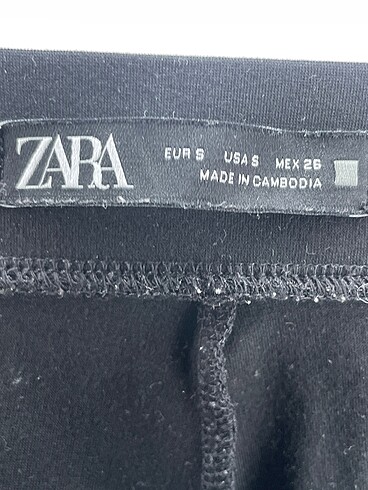 ZARA
EUR S USA S MEX 26
MADE IN CAMBODIA